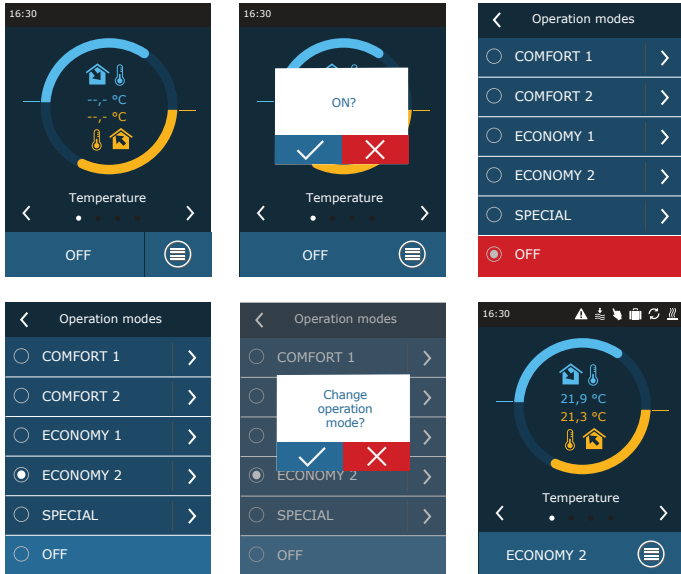 16:30
--,- °C
--,- °C
Temperature
OFF
16:30
ON?
Temperature
OFF
Operation modes
COMFORT 1
COMFORT 2
ECONOMY 1
ECONOMY 2
SPECIAL
OFF
Operation modes
COMFORT 1
COMFORT 2
ECONOMY 1
ECONOMY 2
SPECIAL
OFF
Operation modes
COMFORT 1
Change
operation
mode?
ECONOMY 2
SPECIAL
OFF
16:30
21,9 °C
21,3 °C
Temperature
ECONOMY 2